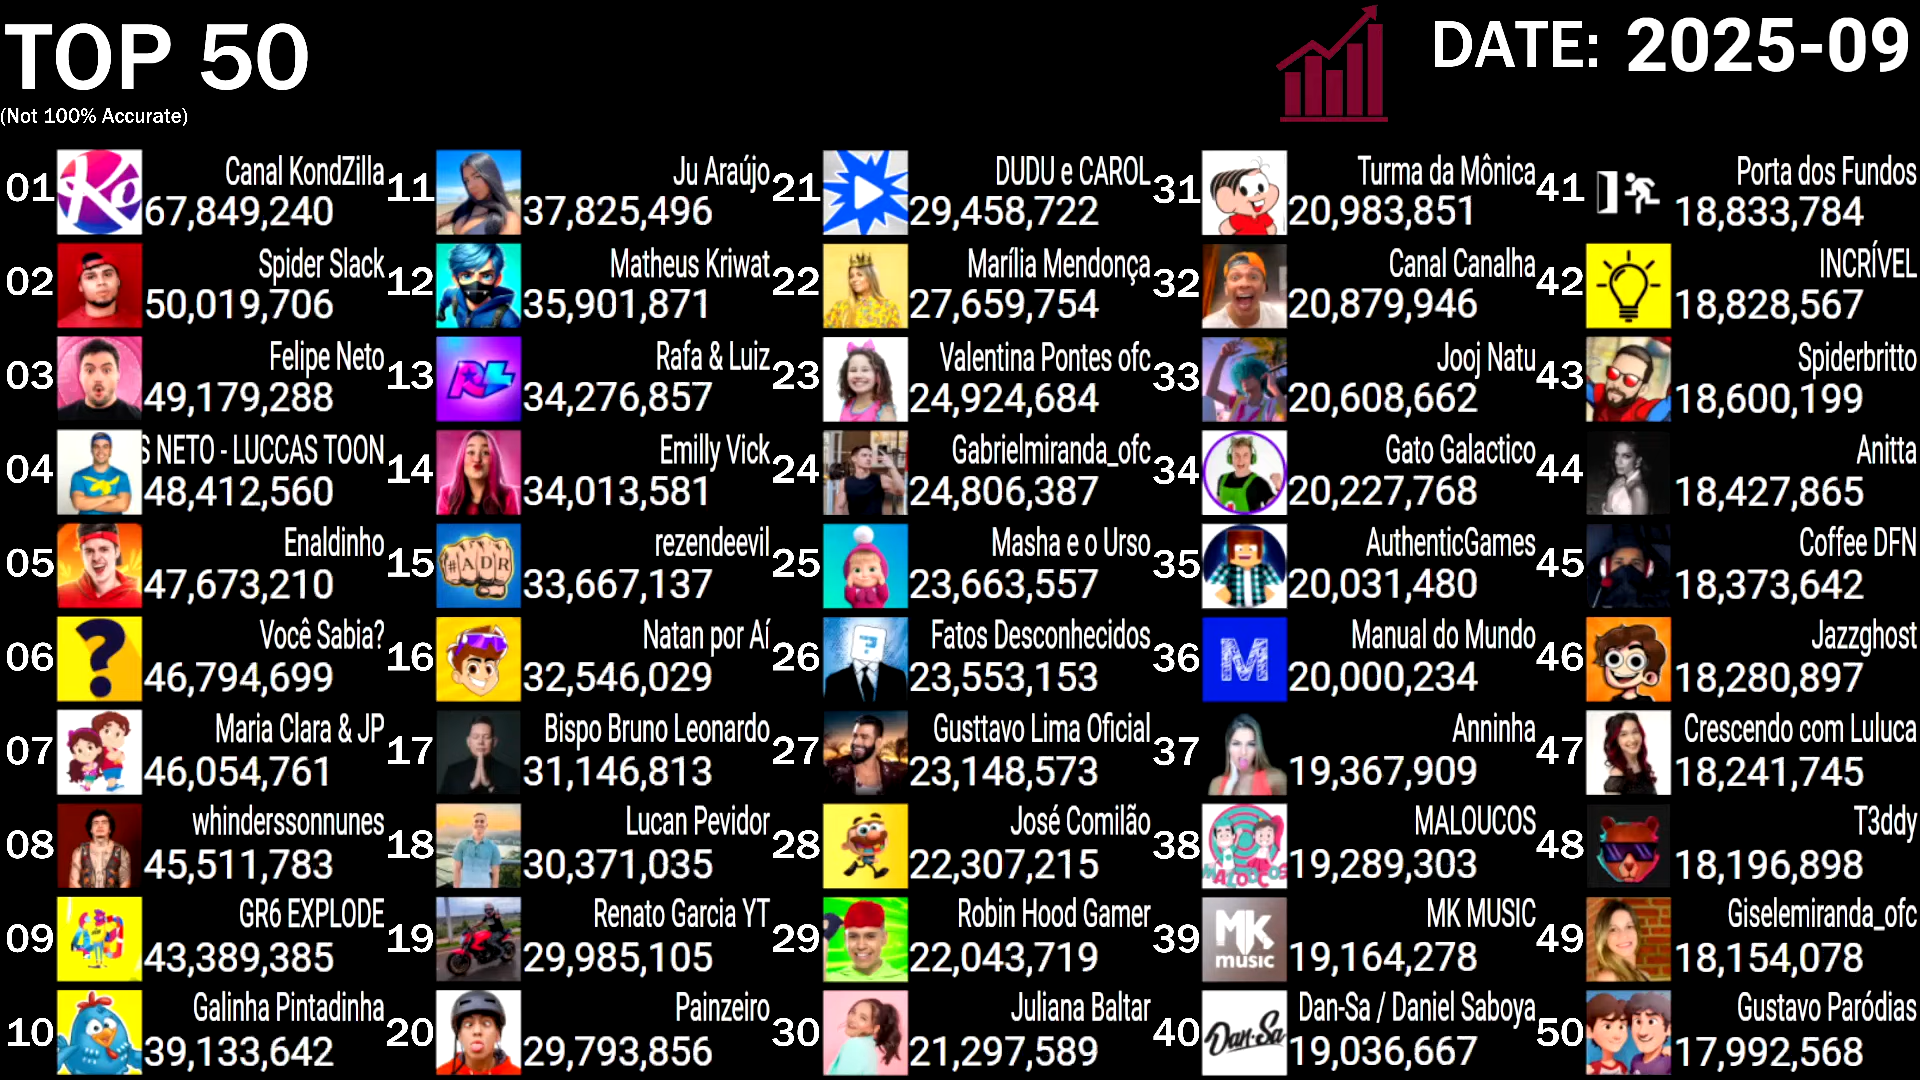 TOP 50
(Not 100% Accurate)
DATE: 2025-09
01 Canal KondZilla
67,849,240
02 Spider Slack
50,019,706
03 Felipe Neto
49,179,288
04 S NETO - LUCCAS TOON
48,412,560
05 Enaldinho
47,673,210
06 Você Sabia?
46,794,699
07 Maria Clara & JP
46,054,761
08 whinderssonnunes
45,511,783
09 GR6 EXPLODE
43,389,385
10 Galinha Pintadinha
39,133,642
11 Ju Araújo
37,825,496
12 Matheus Kriwat
35,901,871
13 RL Rafa & Luiz
34,276,857
14 Emilly Vick
34,013,581
15 #ADR rezendeevil
33,667,137
16 Natan por Aí
32,546,029
17 Bispo Bruno Leonardo
31,146,813
18 Lucan Pevidor
30,371,035
19 Renato Garcia YT
29,985,105
20 Painzeiro
29,793,856
21 DUDU e CAROL
29,458,722
22 Marília Mendonça
27,659,754
23 Valentina Pontes ofc
24,924,684
24 Gabrielmiranda_ofc
24,806,387
25 Masha e o Urso
23,663,557
26 Fatos Desconhecidos
23,553,153
27 Gusttavo Lima Oficial
23,148,573
28 José Comilão
22,307,215
29 Robin Hood Gamer
22,043,719
30 Juliana Baltar
21,297,589
31 Turma da Mônica
20,983,851
32 Canal Canalha
20,879,946
33 Jooj Natu
20,608,662
34 Gato Galactico
20,227,768
35 AuthenticGames
20,031,480
36 M Manual do Mundo
20,000,234
37 Anninha
19,367,909
38 MALOUCOS MALOUCOS
19,289,303
39 MK music MK MUSIC
19,164,278
40 Dan-Sa Dan-Sa / Daniel Saboya
19,036,667
41 Porta dos Fundos
18,833,784
42 INCRÍVEL
18,828,567
43 Spiderbritto
18,600,199
44 Anitta
18,427,865
45 Coffee DFN
18,373,642
46 Jazzghost
18,280,897
47 Crescendo com Luluca
18,241,745
48 T3ddy
18,196,898
49 Giselemiranda_ofc
18,154,078
50 Gustavo Paródias
17,992,568